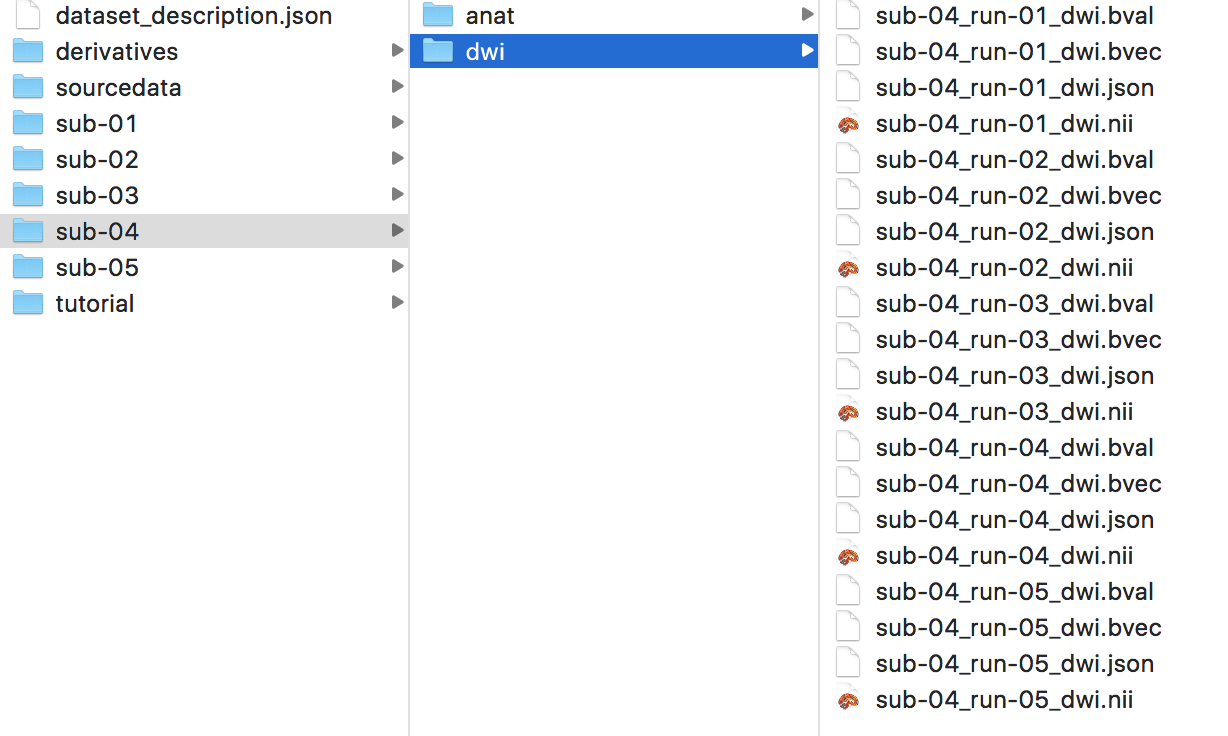 dataset_description.json
derivatives
sourcedata
sub-01
sub-02
sub-03
sub-04
sub-05
tutorial
anat
dwi
sub-04_run-01_dwi.bval
sub-04_run-01_dwi.bvec
sub-04_run-01_dwi.json
sub-04_run-01_dwi.nii
sub-04_run-02_dwi.bval
sub-04_run-02_dwi.bvec
sub-04_run-02_dwi.json
sub-04_run-02_dwi.nii
sub-04_run-03_dwi.bval
sub-04_run-03_dwi.bvec
sub-04_run-03_dwi.json
sub-04_run-03_dwi.nii
sub-04_run-04_dwi.bval
sub-04_run-04_dwi.bvec
sub-04_run-04_dwi.json
sub-04_run-04_dwi.nii
sub-04_run-05_dwi.bval
sub-04_run-05_dwi.bvec
sub-04_run-05_dwi.json
sub-04_run-05_dwi.nii